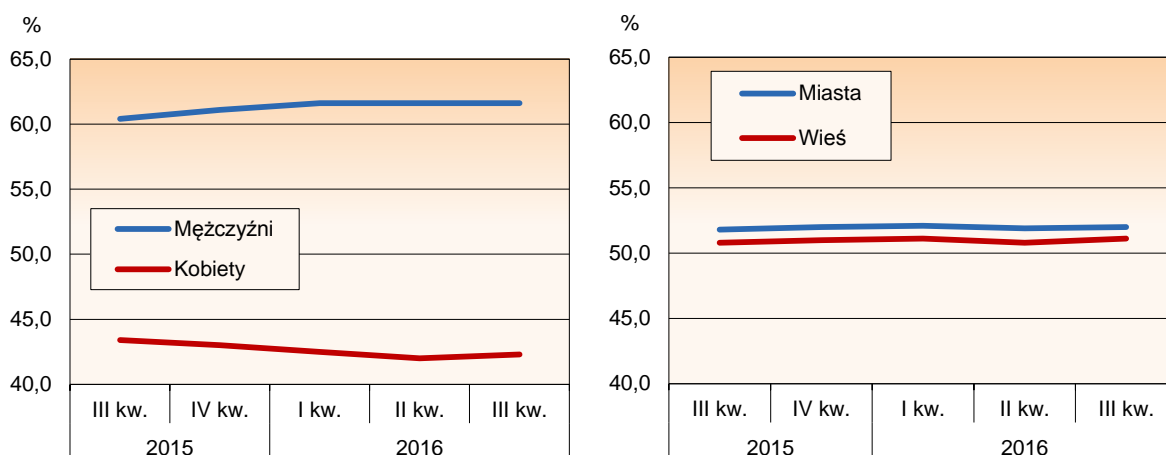 %
65,0
60,0
55,0
50,0
45,0
40,0
Mężczyźni
Kobiety
III kw. IV kw. I kw. II kw. III kw.
2015 2016
%
65,0
60,0
55,0
50,0
45,0
40,0
Miasta
Wieś
III kw. IV kw. I kw. II kw. III kw.
2015 2016